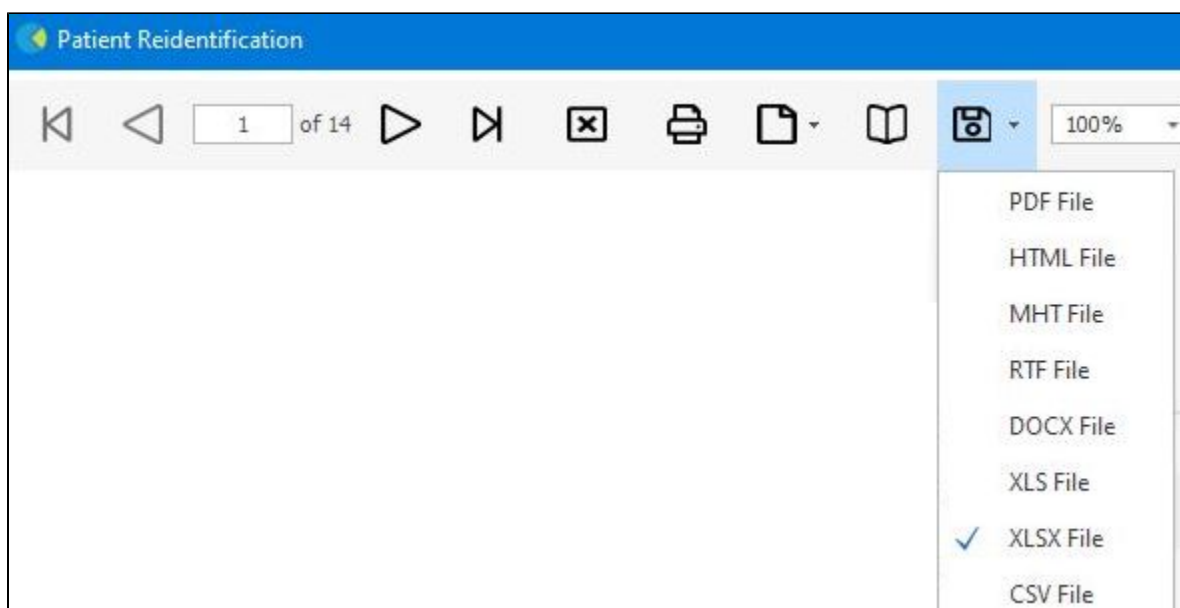 Patient Reidentification
1 of 14 100%
PDF File
HTML File
MHT File
RTF File
DOCX File
XLS File
XLSX File
CSV File